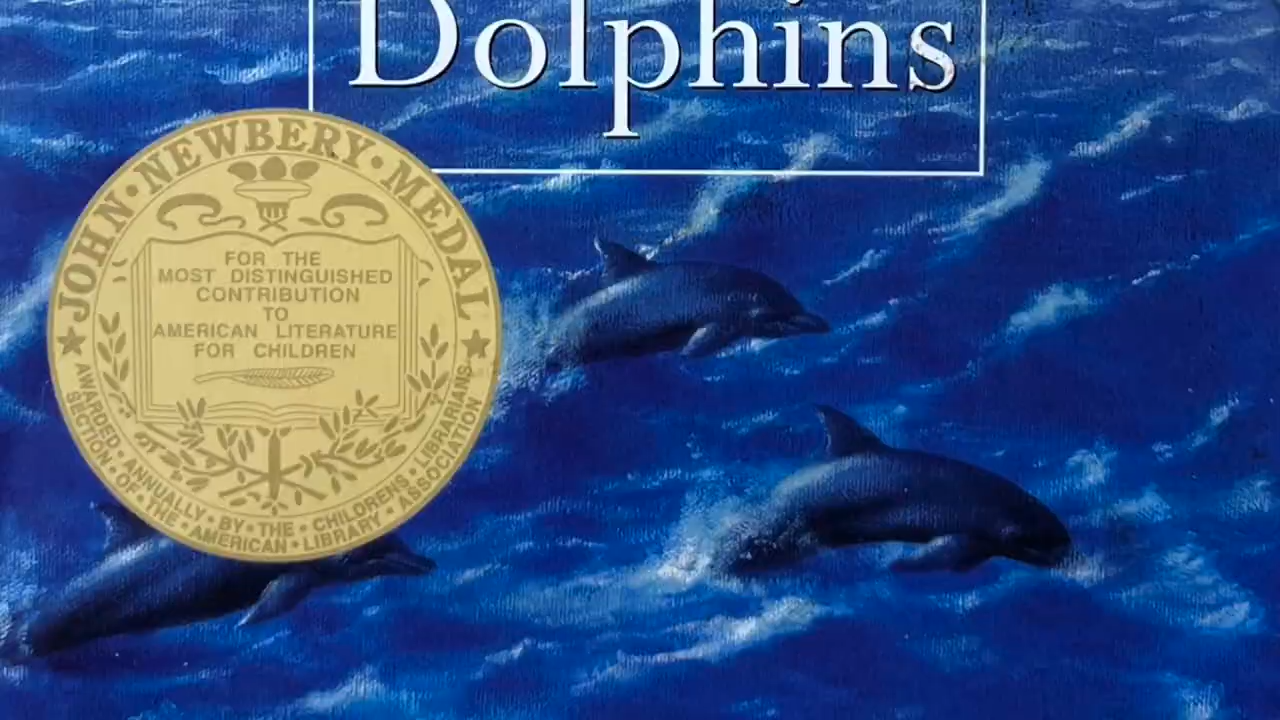 Dolphins
JOHN · NEWBERY · MEDAL
FOR THE
MOST DISTINGUISHED
CONTRIBUTION
TO
AMERICAN LITERATURE
FOR CHILDREN
AWARDED · ANNUALLY · BY · THE · CHILDRENS · LIBRARIANS
SECTION · OF · THE · AMERICAN · LIBRARY · ASSOCIATION